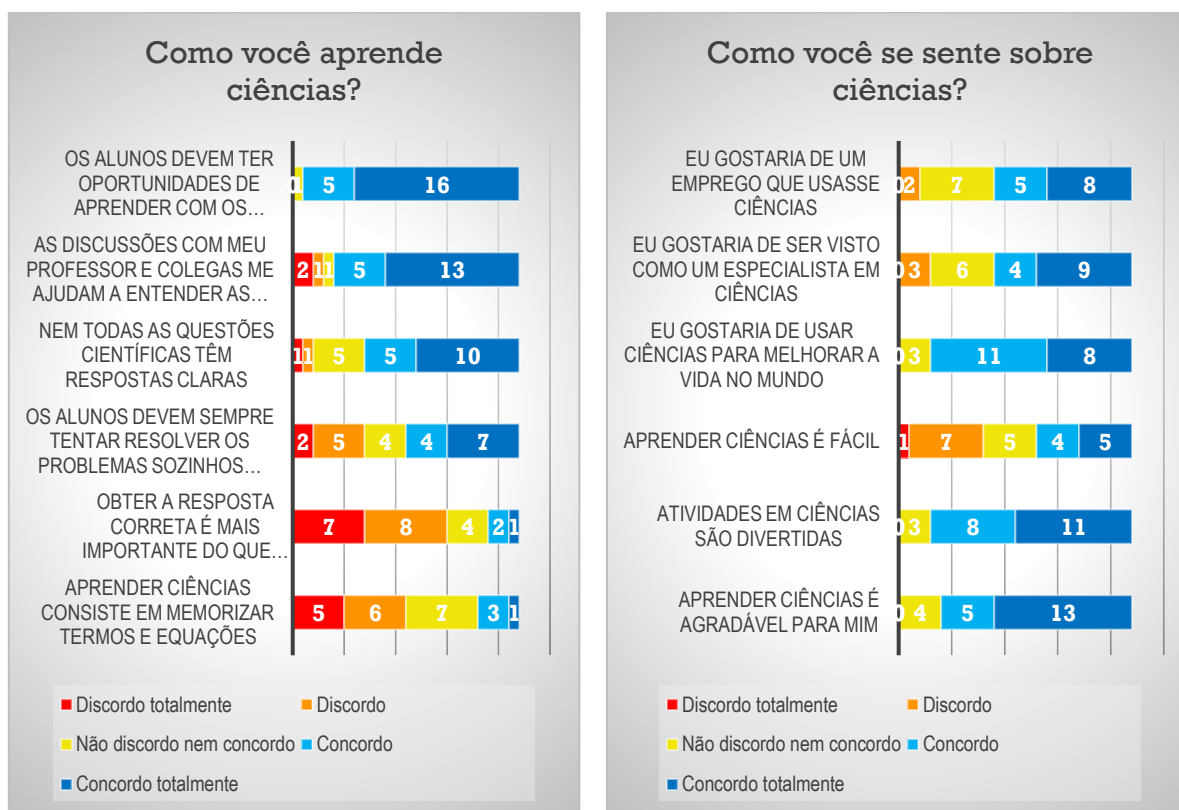 Como você aprende
ciências?
OS ALUNOS DEVEM TER
OPORTUNIDADES DE
APRENDER COM OS…
0 1 5 16
AS DISCUSSÕES COM MEU
PROFESSOR E COLEGAS ME
AJUDAM A ENTENDER AS…
2 1 1 5 13
NEM TODAS AS QUESTÕES
CIENTÍFICAS TÊM
RESPOSTAS CLARAS
1 1 5 5 10
OS ALUNOS DEVEM SEMPRE
TENTAR RESOLVER OS
PROBLEMAS SOZINHOS…
2 5 4 4 7
OBTER A RESPOSTA
CORRETA É MAIS
IMPORTANTE DO QUE…
7 8 4 2 1
APRENDER CIÊNCIAS
CONSISTE EM MEMORIZAR
TERMOS E EQUAÇÕES
5 6 7 3 1
Discordo totalmente
Discordo
Não discordo nem concordo
Concordo
Concordo totalmente
Como você se sente sobre
ciências?
EU GOSTARIA DE UM
EMPREGO QUE USASSE
CIÊNCIAS
0 2 7 5 8
EU GOSTARIA DE SER VISTO
COMO UM ESPECIALISTA EM
CIÊNCIAS
0 3 6 4 9
EU GOSTARIA DE USAR
CIÊNCIAS PARA MELHORAR A
VIDA NO MUNDO
0 3 11 8
APRENDER CIÊNCIAS É FÁCIL
1 7 5 4 5
ATIVIDADES EM CIÊNCIAS
SÃO DIVERTIDAS
0 3 8 11
APRENDER CIÊNCIAS É
AGRADÁVEL PARA MIM
0 4 5 13
Discordo totalmente
Discordo
Não discordo nem concordo
Concordo
Concordo totalmente